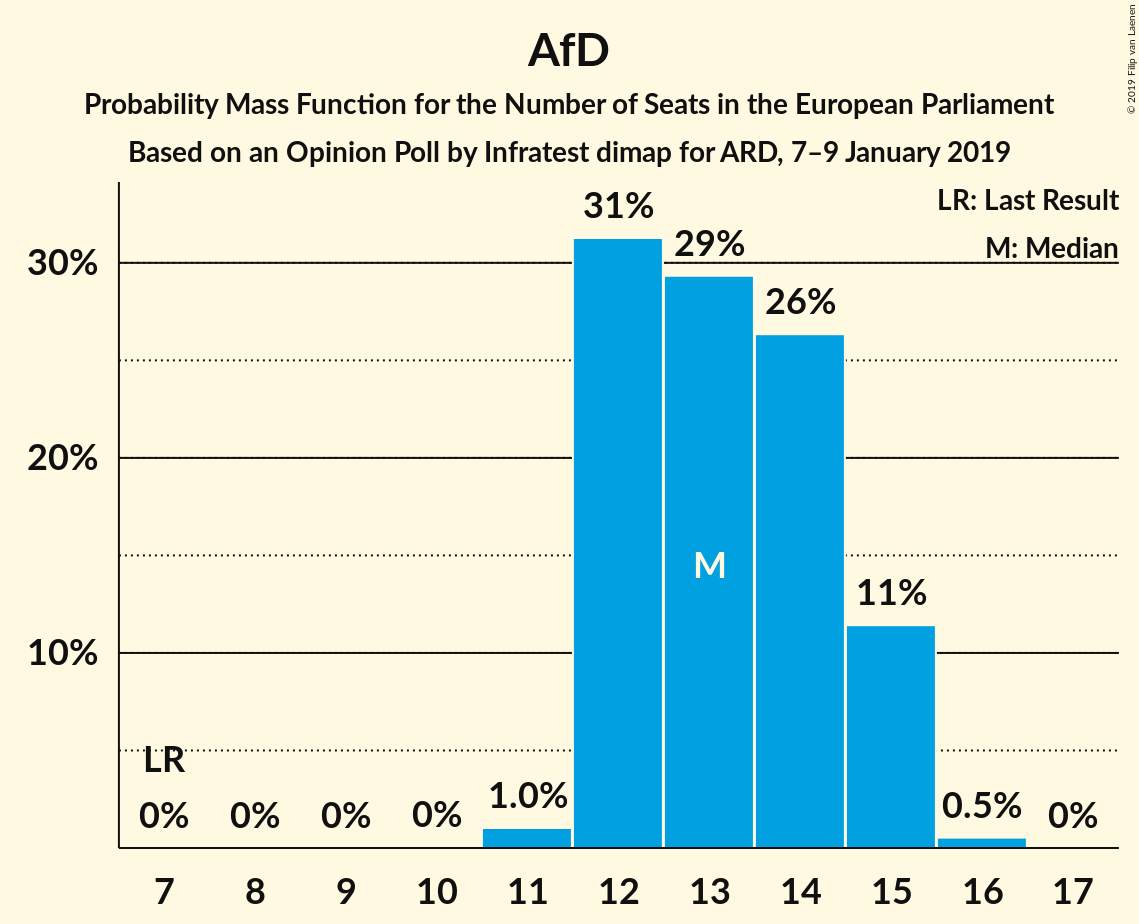 AfD
Probability Mass Function for the Number of Seats in the European Parliament
Based on an Opinion Poll by Infratest dimap for ARD, 7–9 January 2019
© 2019 Filip van Laenen
LR: Last Result
M: Median
30%
20%
10%
31%
29%
26%
M
11%
LR
0%
0%
0%
0%
1.0%
0.5%
0%
7 8 9 10 11 12 13 14 15 16 17